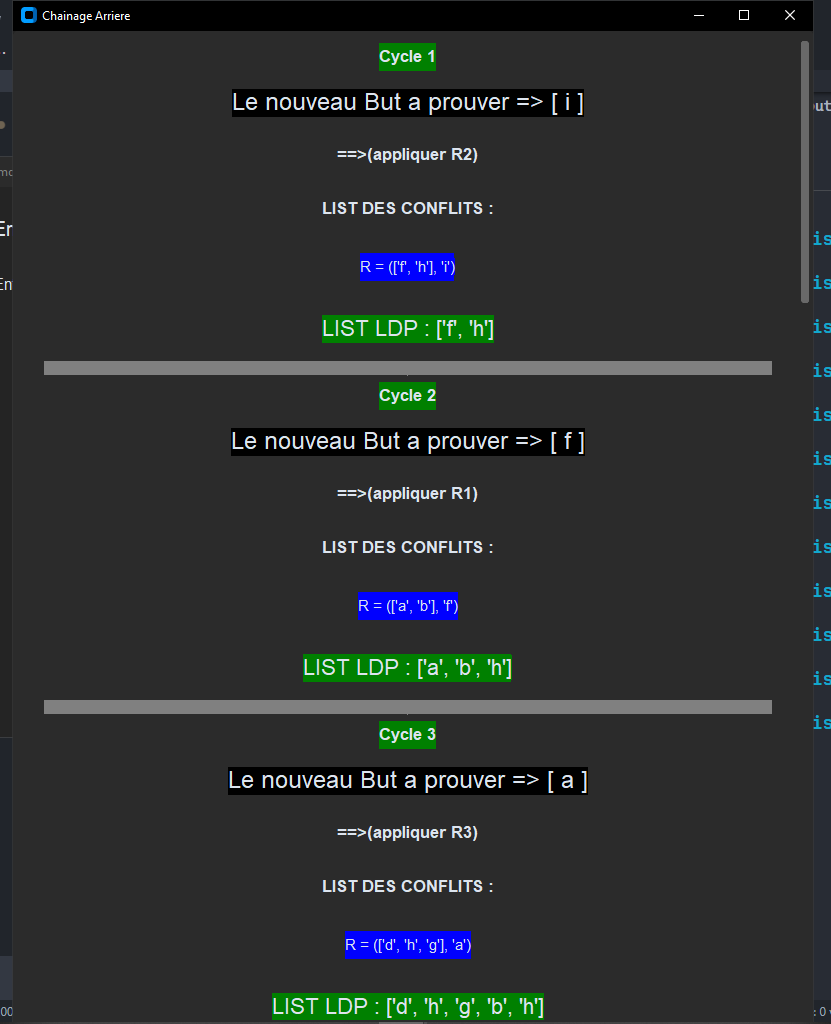 Chainage Arriere
Cycle 1
Le nouveau But a prouver => [ i ]
==>(appliquer R2)
LIST DES CONFLITS :
R = (['f', 'h'], 'i')
LIST LDP : ['f', 'h']
Cycle 2
Le nouveau But a prouver => [ f ]
==>(appliquer R1)
LIST DES CONFLITS :
R = (['a', 'b'], 'f')
LIST LDP : ['a', 'b', 'h']
Cycle 3
Le nouveau But a prouver => [ a ]
==>(appliquer R3)
LIST DES CONFLITS :
R = (['d', 'h', 'g'], 'a')
LIST LDP : ['d', 'h', 'g', 'b', 'h']